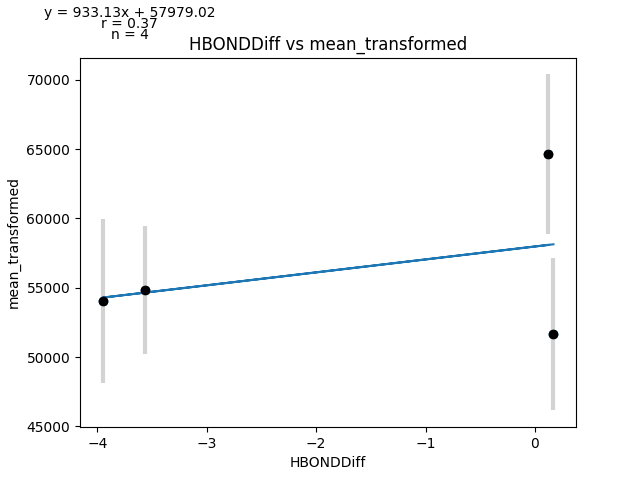 y = 933.13x + 57979.02
r = 0.37
n = 4
HBONDDiff vs mean_transformed
70000
65000
60000
55000
50000
45000
mean_transformed
−4
−3
−2
−1
0
HBONDDiff